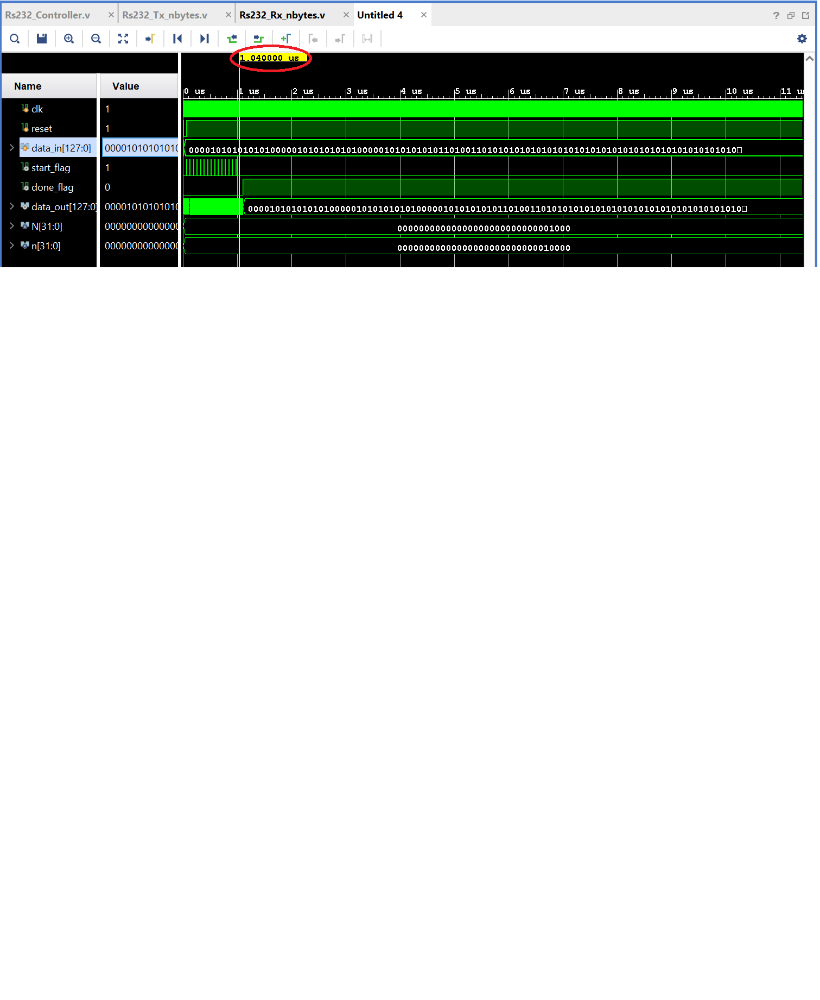 Rs232_Controller.v
Rs232_Tx_nbytes.v
Rs232_Rx_nbytes.v
Untitled 4
1.040000 us
Name Value
0 us 1 us 2 us 3 us 4 us 5 us 6 us 7 us 8 us 9 us 10 us 11 u
clk 1
reset 1
data_in[127:0] 00001010101010 00001010101010100000101010101010000010101010101101001101010101010101010101010101010101010101010101010
start_flag 1
done_flag 0
data_out[127:0] 00001010101010 0000101010101010000010101010101000001010101010110100110101010101010101010101010101010101010
N[31:0] 00000000000000 00000000000000000000000000001000
n[31:0] 00000000000000 00000000000000000000000000010000